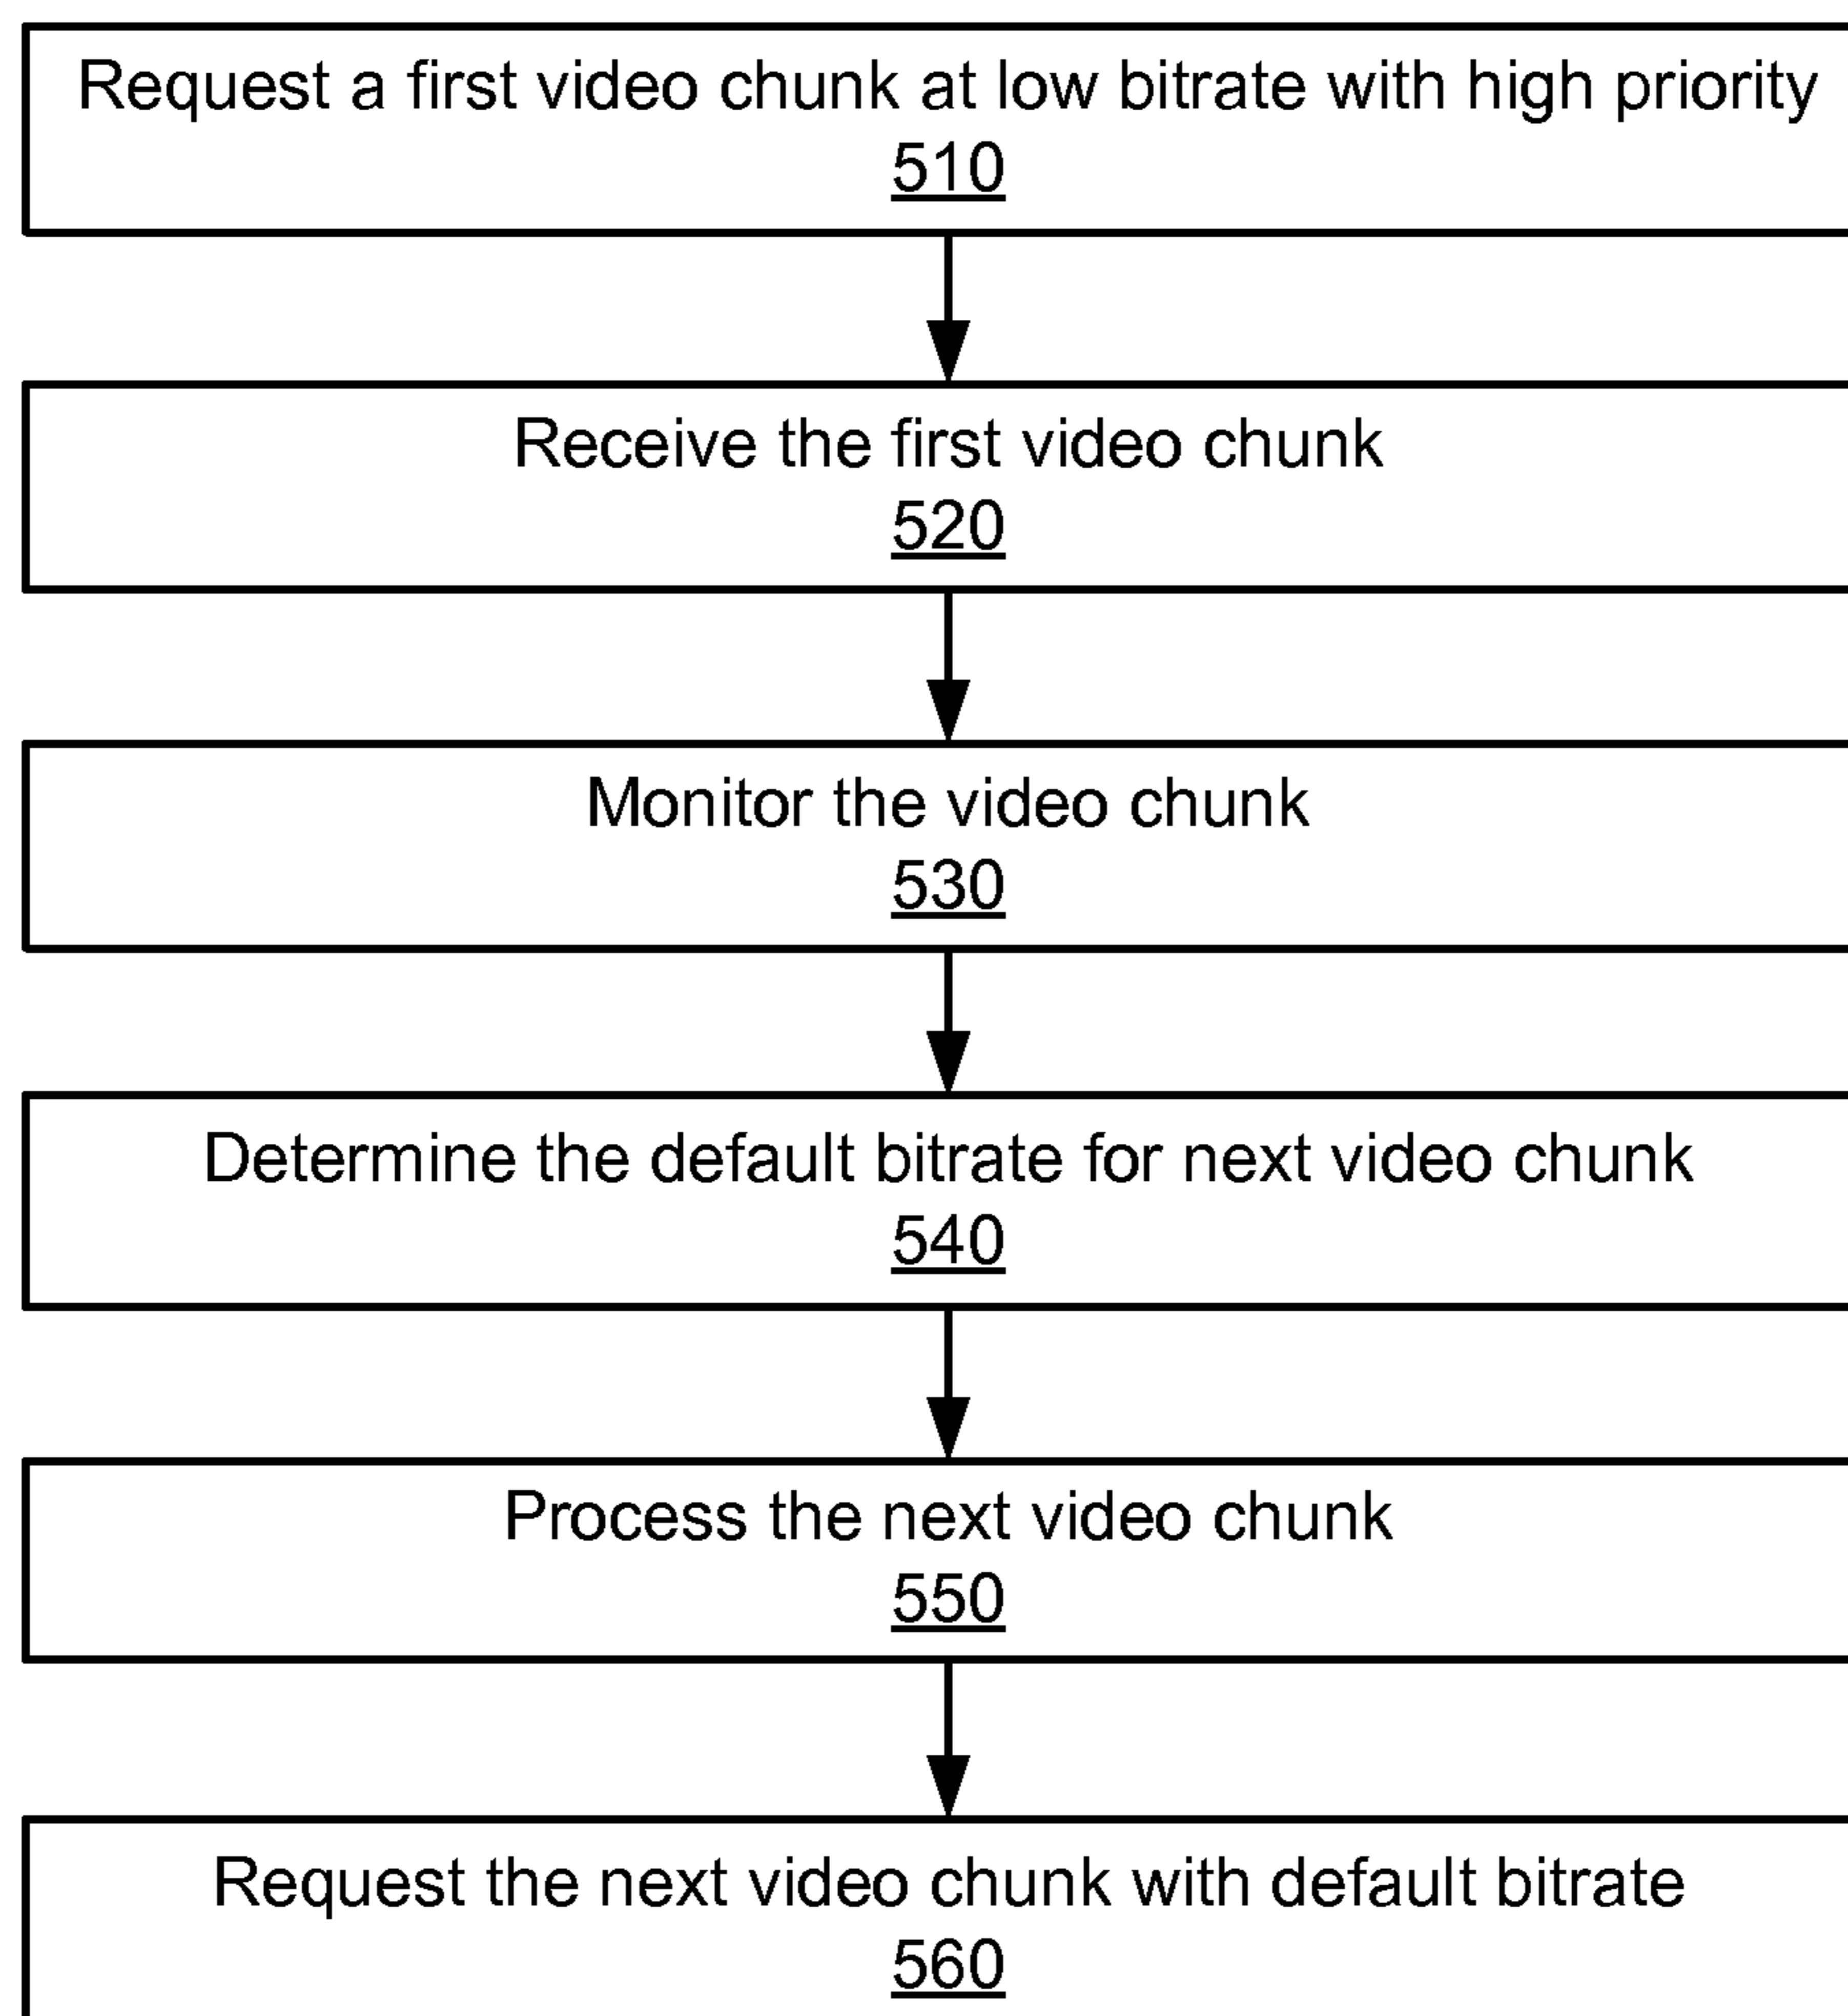 Request a first video chunk at low bitrate with high priority
510
Receive the first video chunk
520
Monitor the video chunk
530
Determine the default bitrate for next video chunk
540
Process the next video chunk
550
Request the next video chunk with default bitrate
560